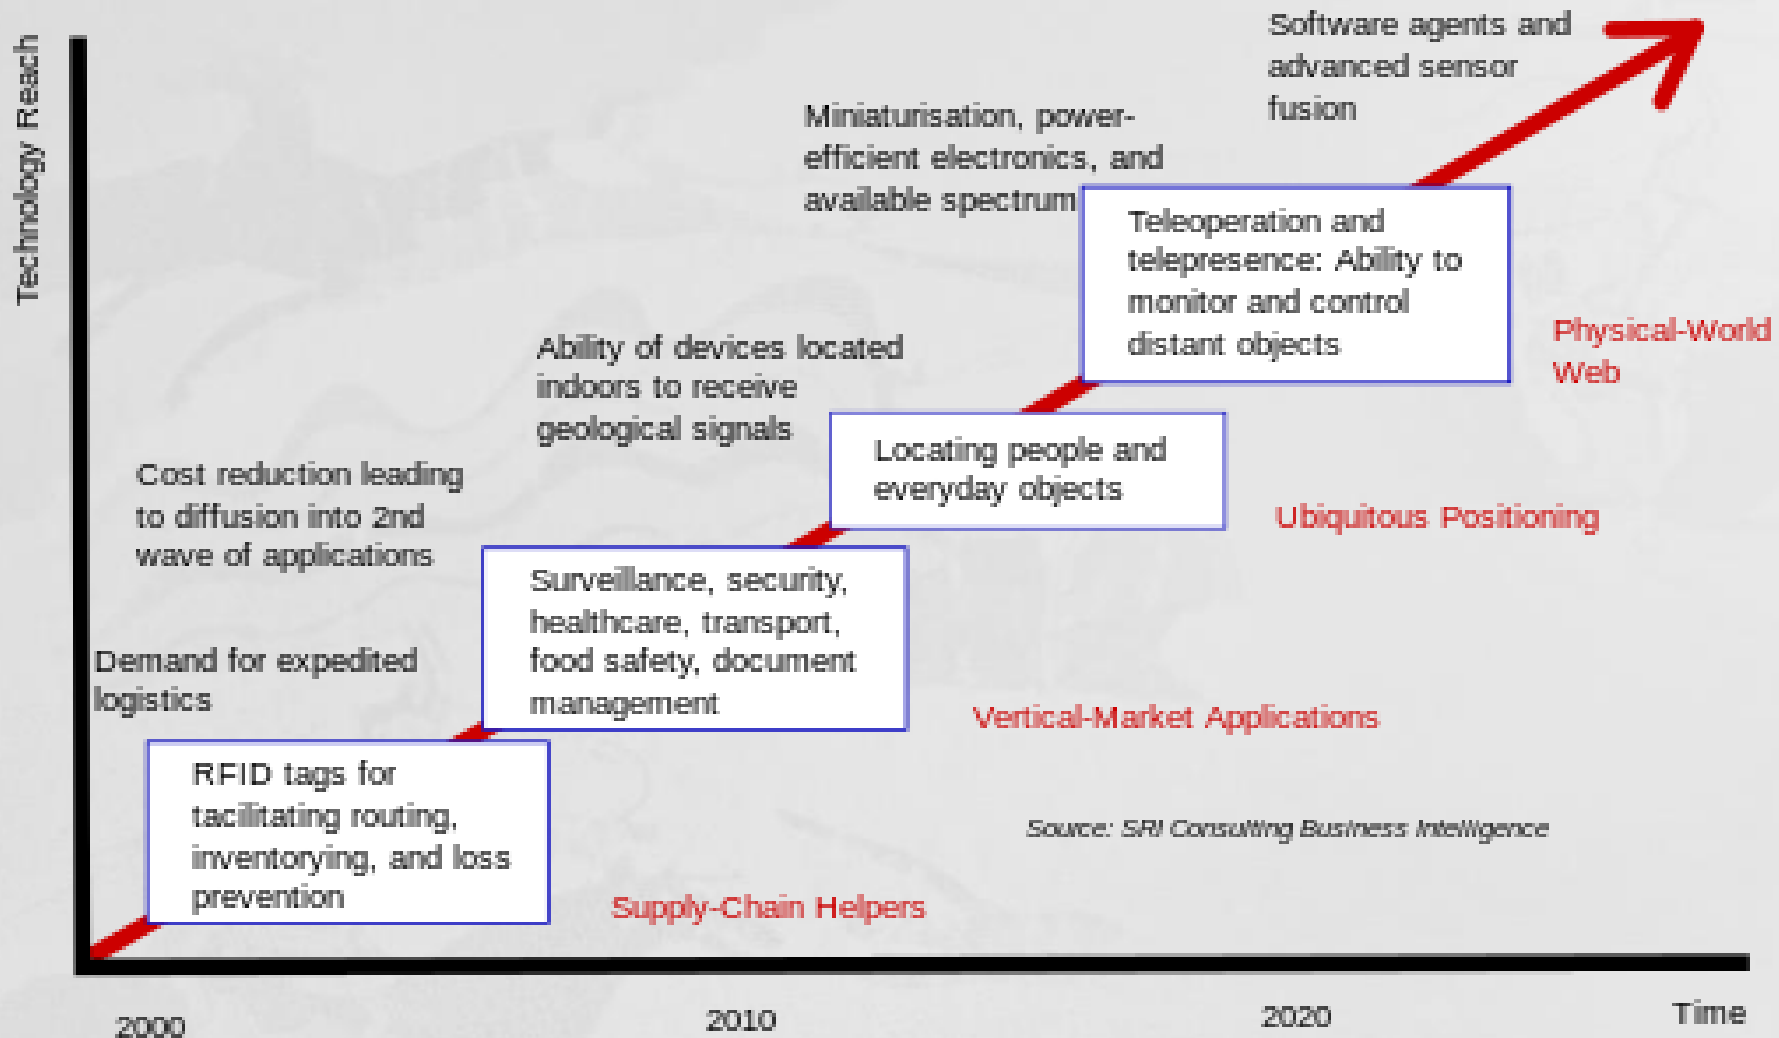 Technology Reach
Software agents and
advanced sensor
fusion
Miniaturisation, power-
efficient electronics, and
available spectrum
Teleoperation and
telepresence: Ability to
monitor and control
distant objects
Physical-World
Web
Ability of devices located
indoors to receive
geological signals
Locating people and
everyday objects
Ubiquitous Positioning
Cost reduction leading
to diffusion into 2nd
wave of applications
Surveillance, security,
healthcare, transport,
food safety, document
management
Vertical-Market Applications
Demand for expedited
logistics
RFID tags for
tacilitating routing,
inventorying, and loss
prevention
Supply-Chain Helpers
Source: SRI Consulting Business Intelligence
2000
2010
2020
Time